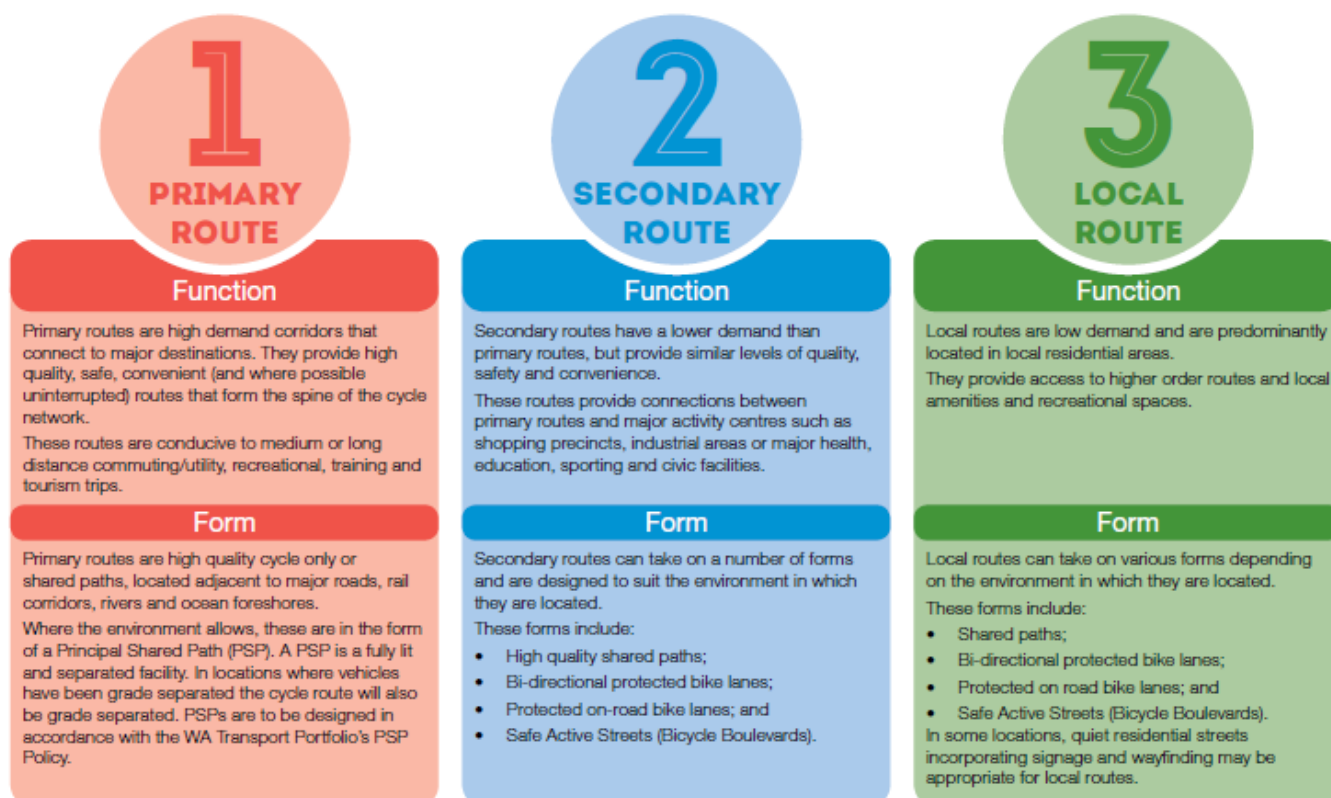 1
PRIMARY
ROUTE
Function
Primary routes are high demand corridors that
connect to major destinations. They provide high
quality, safe, convenient (and where possible
uninterrupted) routes that form the spine of the cycle
network.
These routes are conducive to medium or long
distance commuting/utility, recreational, training and
tourism trips.
Form
Primary routes are high quality cycle only or
shared paths, located adjacent to major roads, rail
corridors, rivers and ocean foreshores.
Where the environment allows, these are in the form
of a Principal Shared Path (PSP). A PSP is a fully lit
and separated facility. In locations where vehicles
have been grade separated the cycle route will also
be grade separated. PSPs are to be designed in
accordance with the WA Transport Portfolio's PSP
Policy.
2
SECONDARY
ROUTE
Function
Secondary routes have a lower demand than
primary routes, but provide similar levels of quality,
safety and convenience.
These routes provide connections between
primary routes and major activity centres such as
shopping precincts, industrial areas or major health,
education, sporting and civic facilities.
Form
Secondary routes can take on a number of forms
and are designed to suit the environment in which
they are located.
These forms include:
• High quality shared paths;
• Bi-directional protected bike lanes;
• Protected on-road bike lanes; and
• Safe Active Streets (Bicycle Boulevards).
3
LOCAL
ROUTE
Function
Local routes are low demand and are predominantly
located in local residential areas.
They provide access to higher order routes and local
amenities and recreational spaces.
Form
Local routes can take on various forms depending
on the environment in which they are located.
These forms include:
• Shared paths;
• Bi-directional protected bike lanes;
• Protected on road bike lanes; and
• Safe Active Streets (Bicycle Boulevards).
In some locations, quiet residential streets
incorporating signage and wayfinding may be
appropriate for local routes.